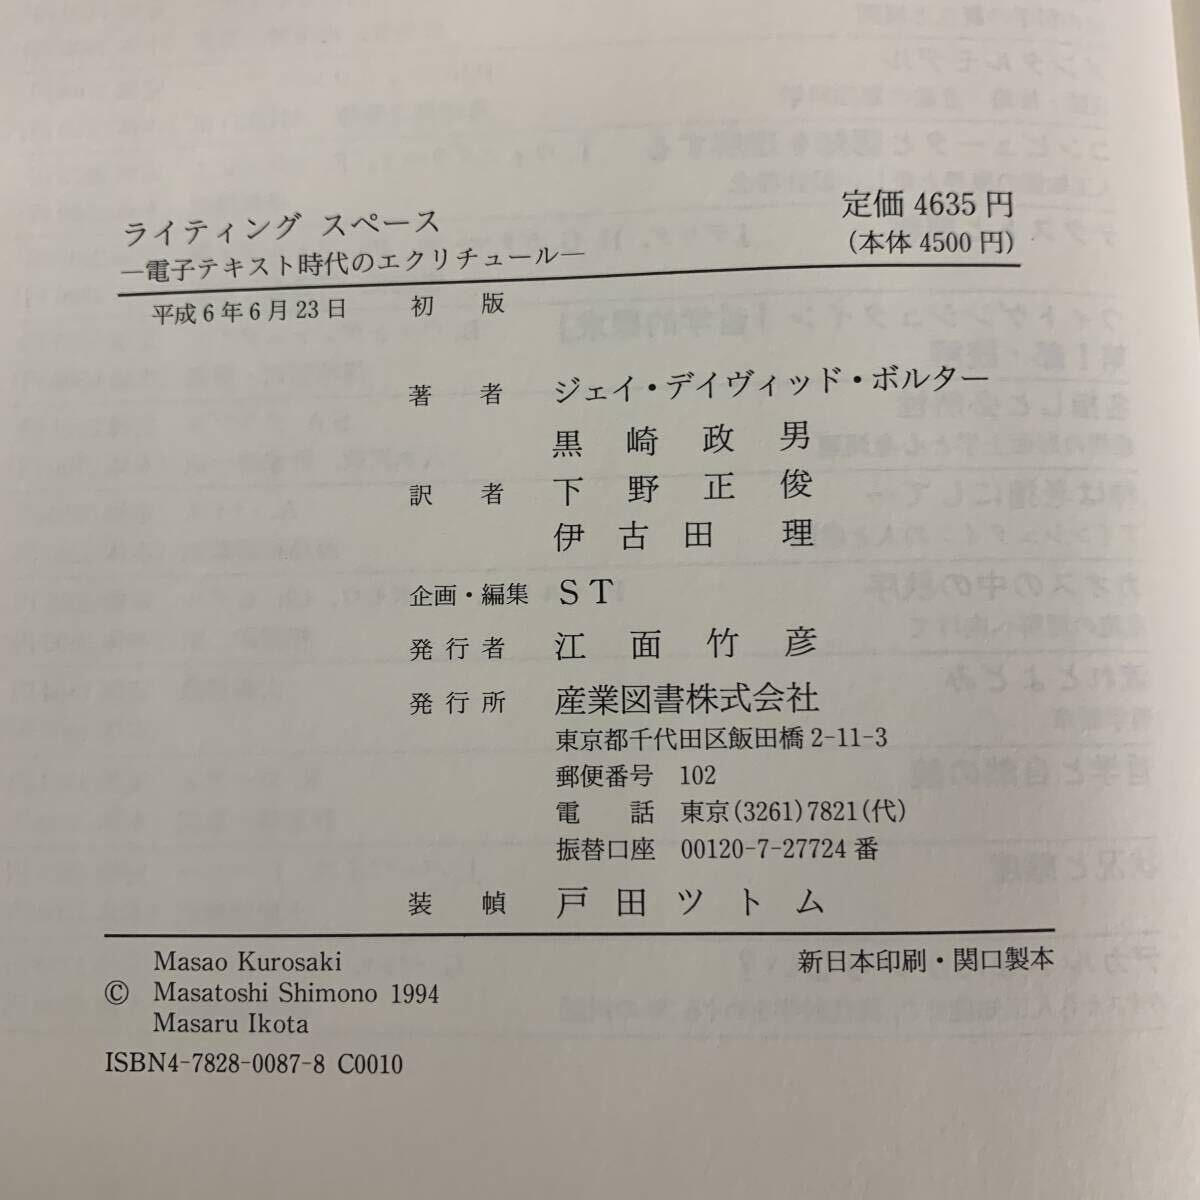 ライティング スペース
―電子テキスト時代のエクリチュール―
定価 4635 円
（本体 4500 円）
平成 6 年 6 月 23 日 初 版
著 者 ジェイ・デイヴィッド・ボルター
黒 崎 政 男
訳 者 下 野 正 俊
伊 古 田 理
企画・編集 ST
発 行 者 江 面 竹 彦
発 行 所 産業図書株式会社
東京都千代田区飯田橋 2-11-3
郵便番号 102
電 話 東京(3261)7821(代)
振替口座 00120-7-27724 番
装 幀 戸 田 ツ ト ム
Masao Kurosaki
© Masatoshi Shimono 1994
Masaru Ikota
新日本印刷・関口製本
ISBN4-7828-0087-8 C0010